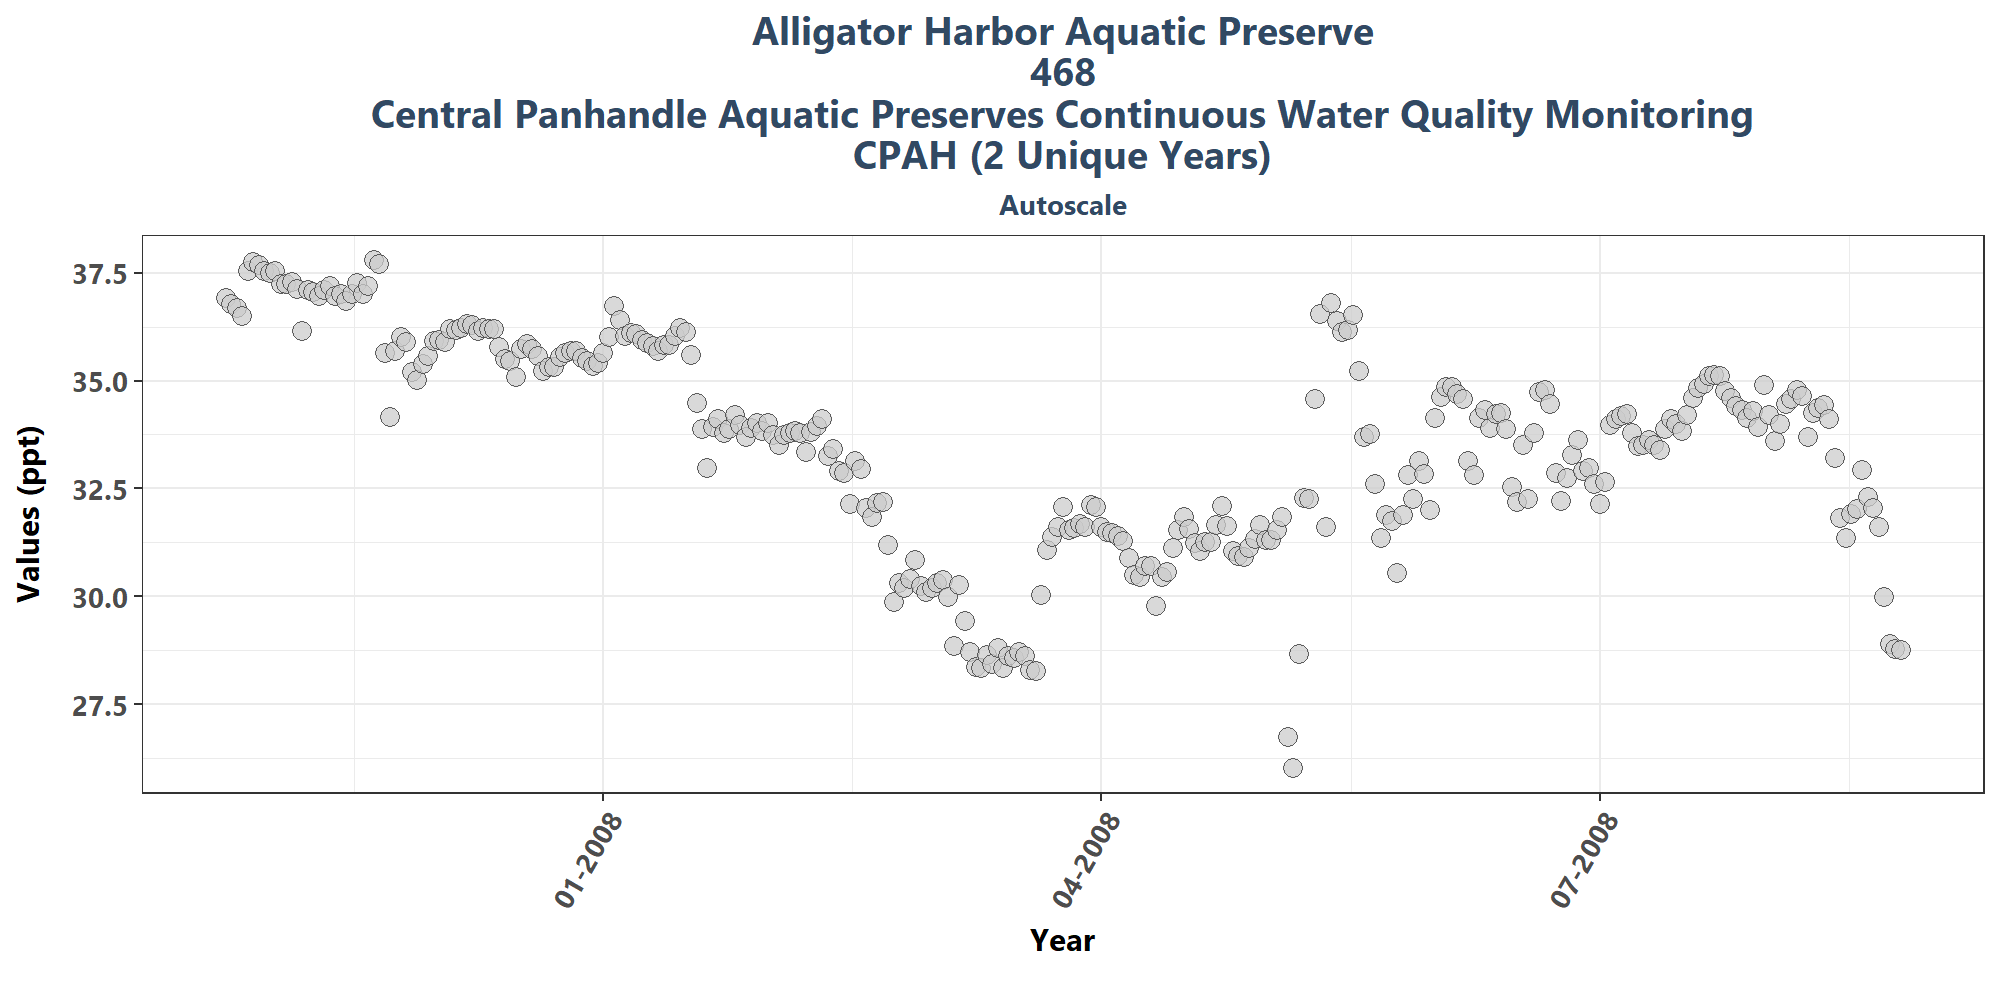 Alligator Harbor Aquatic Preserve
468
Central Panhandle Aquatic Preserves Continuous Water Quality Monitoring
CPAH (2 Unique Years)
Autoscale
Values (ppt)
37.5
35.0
32.5
30.0
27.5
01-2008
04-2008
07-2008
Year